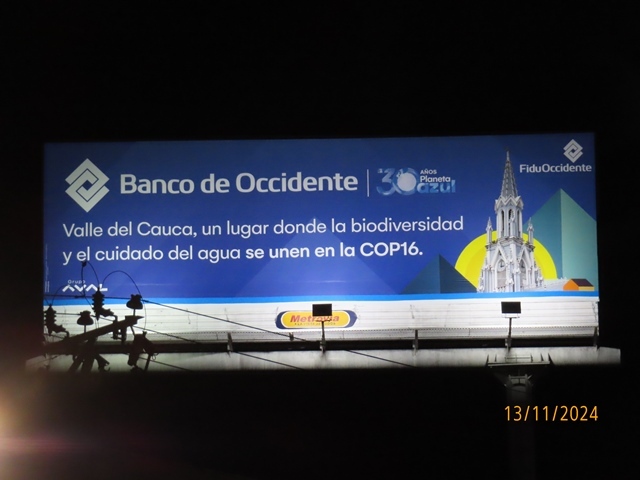 Banco de Occidente
30 AÑOS Planeta azul
FiduOccidente
Valle del Cauca, un lugar donde la biodiversidad
y el cuidado del agua se unen en la COP16.
Grupo
AVAL
13/11/2024